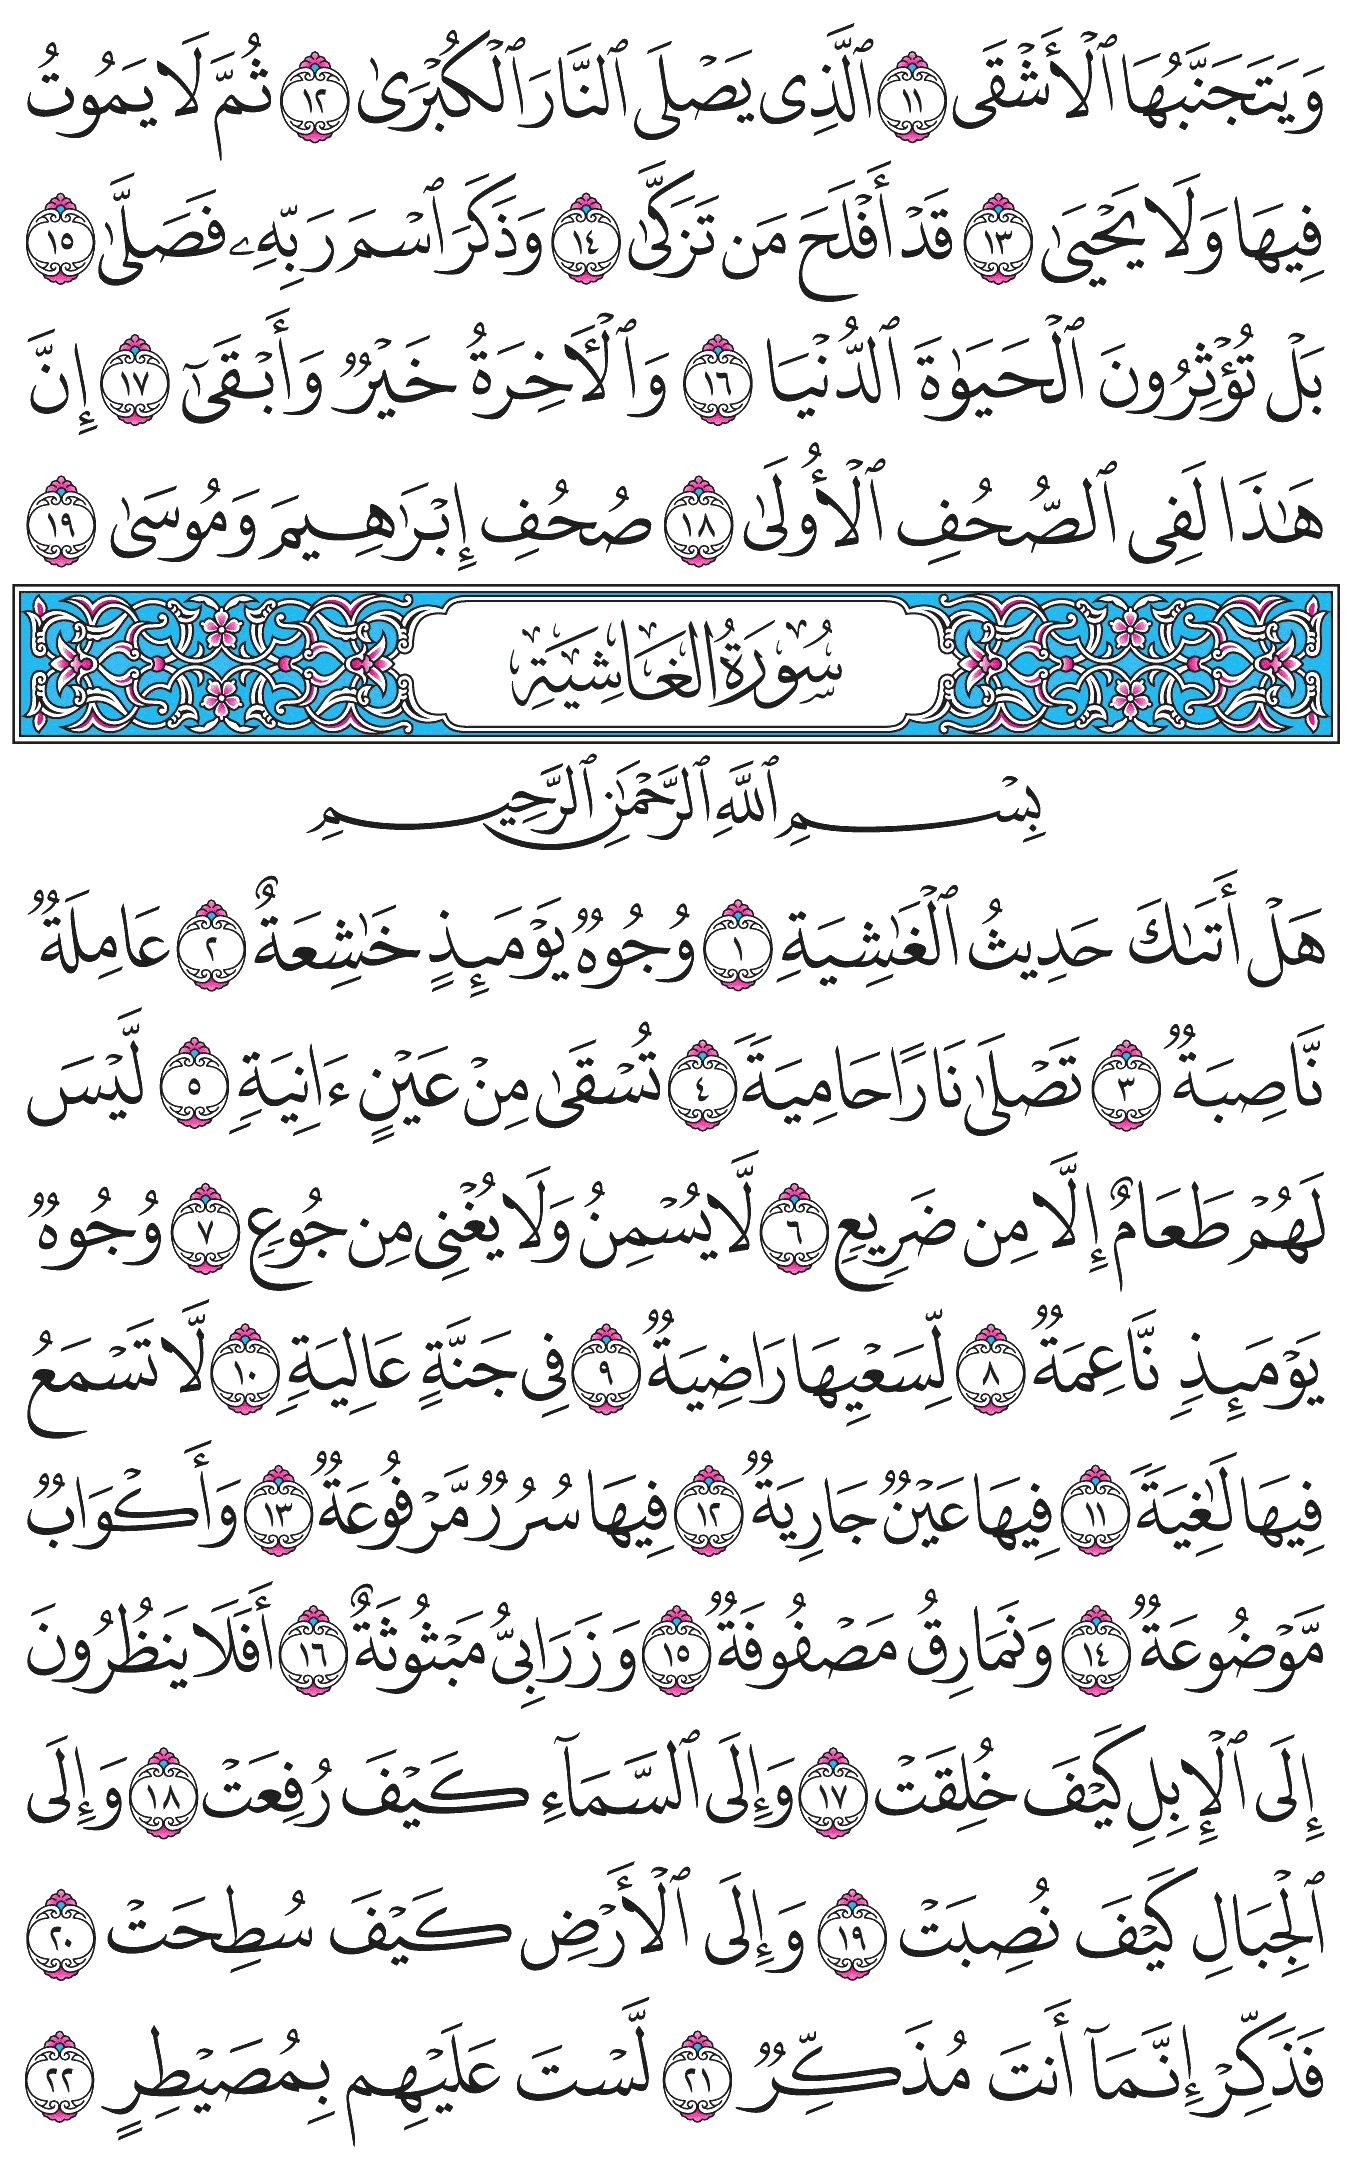 وَيَتَجَنَّبُهَا ٱلْأَشْقَى ١١ ٱلَّذِى يَصْلَى ٱلنَّارَ ٱلْكُبْرَىٰ ١٢ ثُمَّ لَا يَمُوتُ
فِيهَا وَلَا يَحْيَىٰ ١٣ قَدْ أَفْلَحَ مَن تَزَكَّىٰ ١٤ وَذَكَرَ ٱسْمَ رَبِّهِۦ فَصَلَّىٰ ١٥
بَلْ تُؤْثِرُونَ ٱلْحَيَوٰةَ ٱلدُّنْيَا ١٦ وَٱلْأَخِرَةُ خَيْرٌ وَأَبْقَىٰٓ ١٧ إِنَّ
هَٰذَا لَفِى ٱلصُّحُفِ ٱلْأُولَىٰ ١٨ صُحُفِ إِبْرَٰهِيمَ وَمُوسَىٰ ١٩
سُورَةُ الغَاشِيَةِ
بِسْمِ ٱللَّهِ ٱلرَّحْمَٰنِ ٱلرَّحِيمِ
هَلْ أَتَىٰكَ حَدِيثُ ٱلْغَٰشِيَةِ ١ وُجُوهٌ يَوْمَئِذٍ خَٰشِعَةٌ ٢ عَامِلَةٌ
نَّاصِبَةٌ ٣ تَصْلَىٰ نَارًا حَامِيَةً ٤ تُسْقَىٰ مِنْ عَيْنٍ ءَانِيَةٍ ٥ لَّيْسَ
لَهُمْ طَعَامٌ إِلَّا مِن ضَرِيعٍ ٦ لَّا يُسْمِنُ وَلَا يُغْنِى مِن جُوعٍ ٧ وُجُوهٌ
يَوْمَئِذٍ نَّاعِمَةٌ ٨ لِّسَعْيِهَا رَاضِيَةٌ ٩ فِى جَنَّةٍ عَالِيَةٍ ١٠ لَّا تَسْمَعُ
فِيهَا لَٰغِيَةً ١١ فِيهَا عَيْنٌ جَارِيَةٌ ١٢ فِيهَا سُرُرٌ مَّرْفُوعَةٌ ١٣ وَأَكْوَابٌ
مَّوْضُوعَةٌ ١٤ وَنَمَارِقُ مَصْفُوفَةٌ ١٥ وَزَرَابِىُّ مَبْثُوثَةٌ ١٦ أَفَلَا يَنظُرُونَ
إِلَى ٱلْإِبِلِ كَيْفَ خُلِقَتْ ١٧ وَإِلَى ٱلسَّمَآءِ كَيْفَ رُفِعَتْ ١٨ وَإِلَى
ٱلْجِبَالِ كَيْفَ نُصِبَتْ ١٩ وَإِلَى ٱلْأَرْضِ كَيْفَ سُطِحَتْ ٢٠
فَذَكِّرْ إِنَّمَآ أَنتَ مُذَكِّرٌ ٢١ لَّسْتَ عَلَيْهِم بِمُصَيْطِرٍ ٢٢